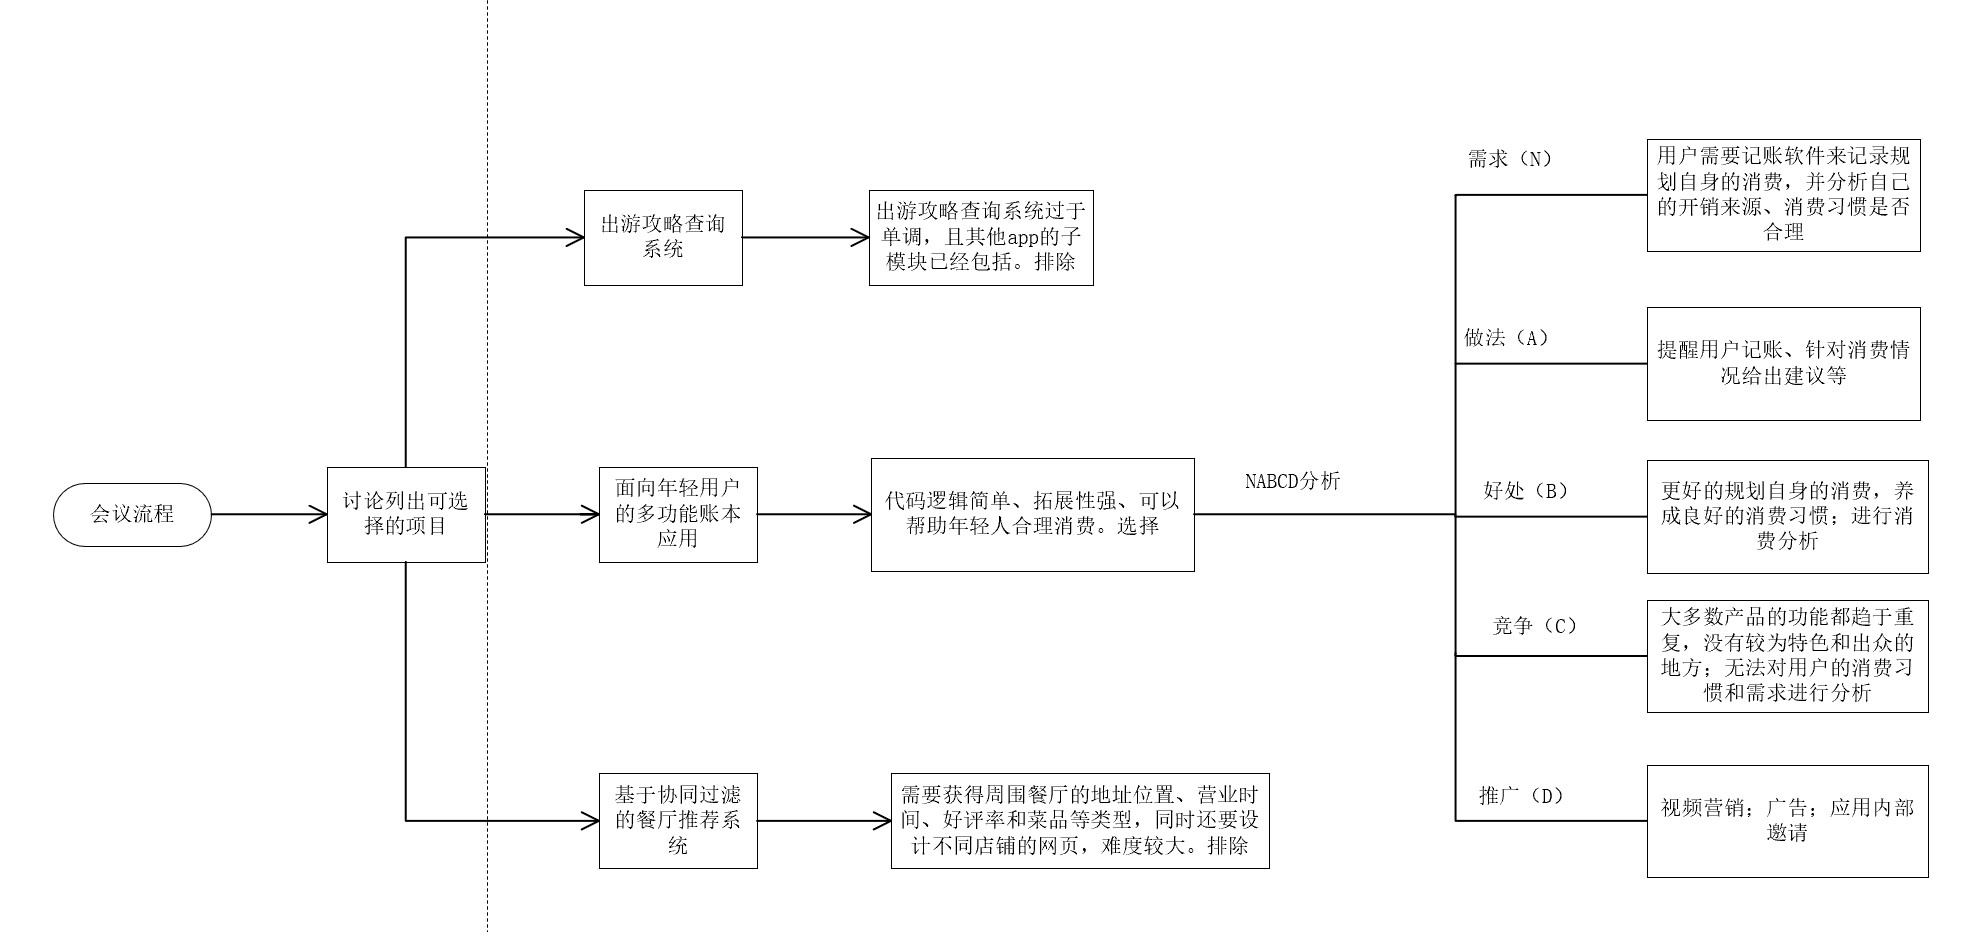 会议流程
讨论列出可选
择的项目
出游攻略查询
系统
出游攻略查询系统过于
单调，且其他app的子
模块已经包括。排除
面向年轻用户
的多功能账本
应用
代码逻辑简单、拓展性强、可以
帮助年轻人合理消费。选择
基于协同过滤
的餐厅推荐系
统
需要获得周围餐厅的地址位置、营业时
间、好评率和菜品等类型，同时还要设
计不同店铺的网页，难度较大。排除
NABCD分析
需求（N）
用户需要记账软件来记录规
划自身的消费，并分析自己
的开销来源、消费习惯是否
合理
做法（A）
提醒用户记账、针对消费情
况给出建议等
好处（B）
更好的规划自身的消费，养
成良好的消费习惯；进行消
费分析
竞争（C）
大多数产品的功能都趋于重
复，没有较为特色和出众的
地方；无法对用户的消费习
惯和需求进行分析
推广（D）
视频营销；广告；应用内部
邀请